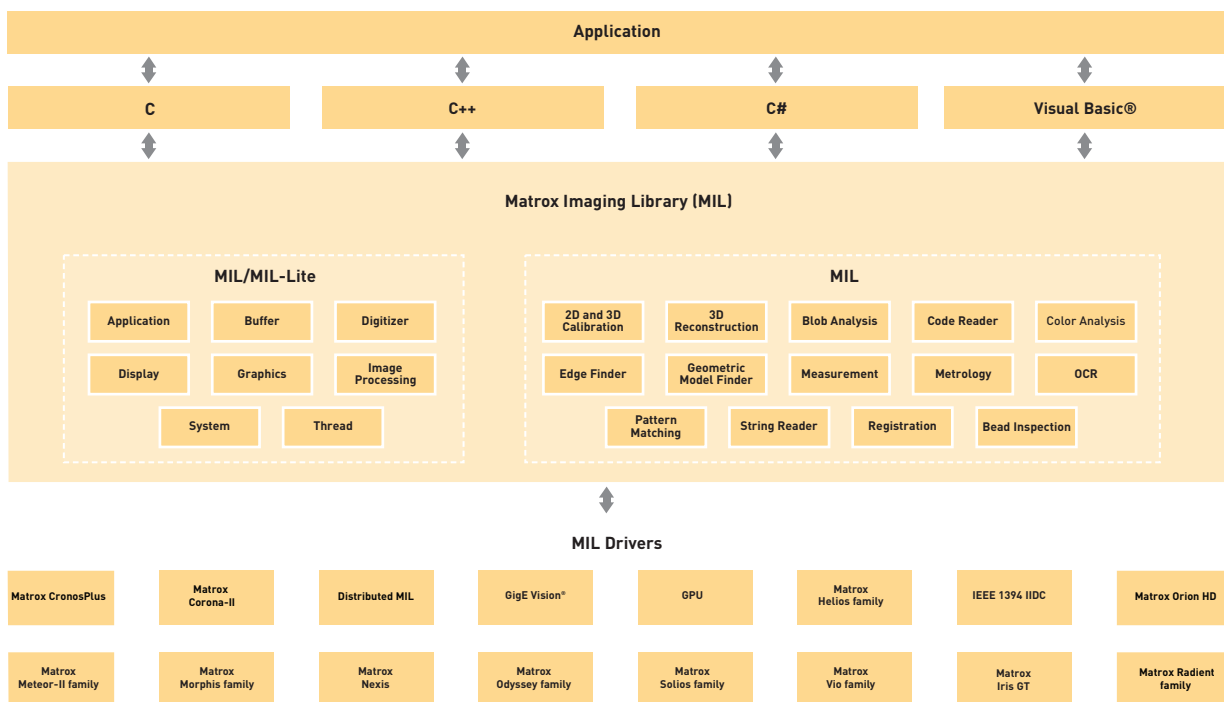 Application
C
C++
C#
Visual Basic®
Matrox Imaging Library (MIL)
MIL/MIL-Lite
Application
Buffer
Digitizer
Display
Graphics
Image
Processing
System
Thread
MIL
2D and 3D
Calibration
3D
Reconstruction
Blob Analysis
Code Reader
Color Analysis
Edge Finder
Geometric
Model Finder
Measurement
Metrology
OCR
Pattern
Matching
String Reader
Registration
Bead Inspection
MIL Drivers
Matrox CronosPlus
Matrox
Corona-II
Distributed MIL
GigE Vision®
GPU
Matrox
Helios family
IEEE 1394 IIDC
Matrox Orion HD
Matrox
Meteor-II family
Matrox
Morphis family
Matrox
Nexis
Matrox
Odyssey family
Matrox
Solios family
Matrox
Vio family
Matrox
Iris GT
Matrox Radient
family